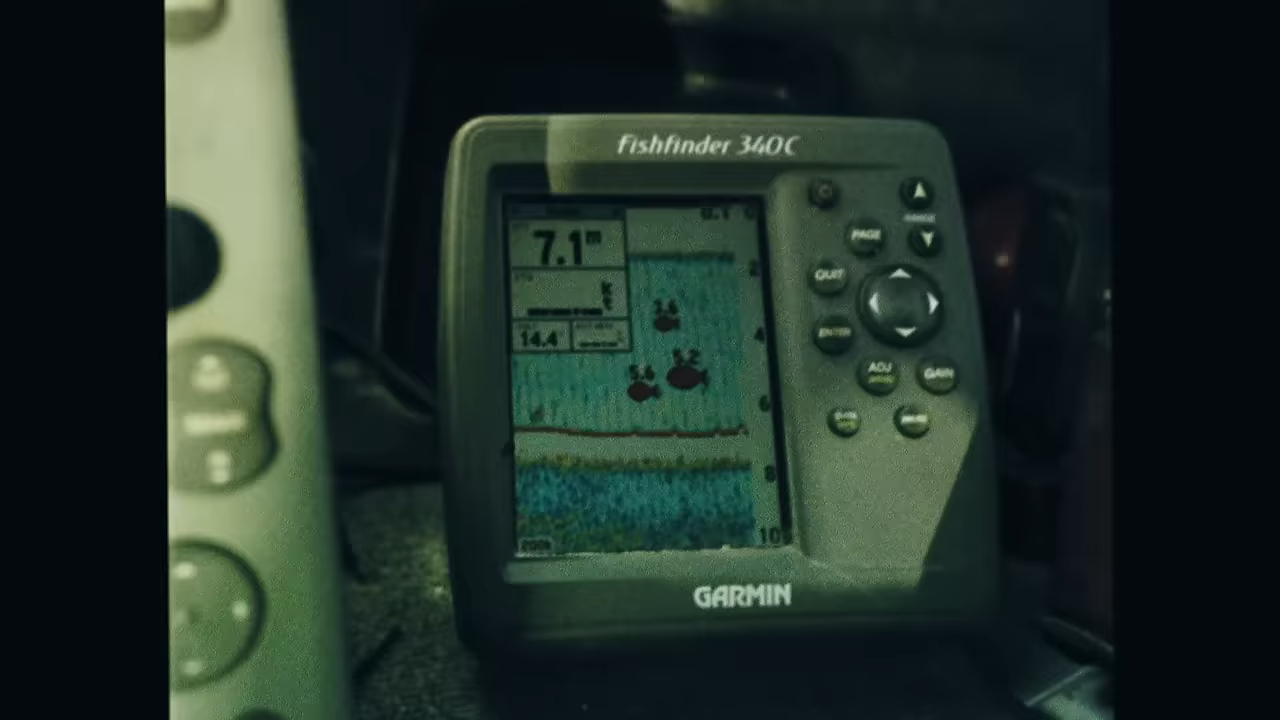 Fishfinder 340C
7.1 m
14.4
3.6
5.2
5.6
2
4
6
8
10
RANGE
PAGE
QUIT
ENTER
ADJ
GAIN
GARMIN